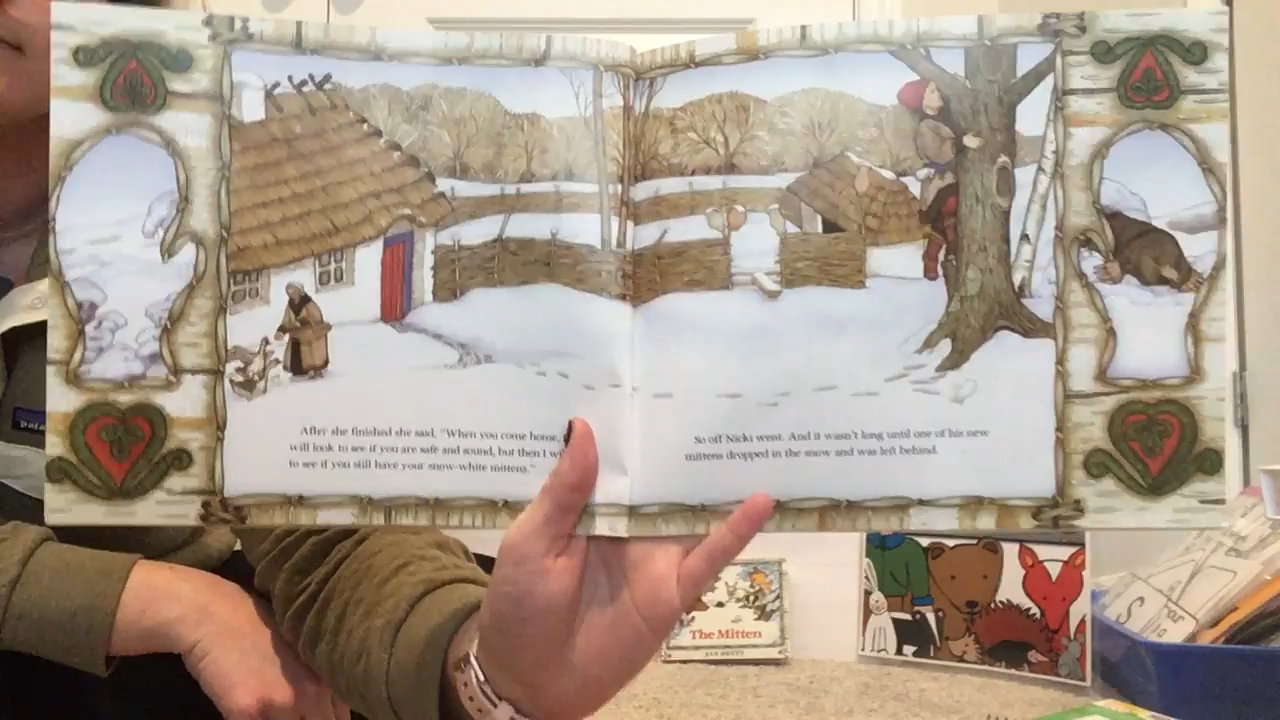 After she finished she said, "When you come home,
will look to see if you are safe and sound, but then I
to see if you still have your snow-white mittens."
So off Nicki went. And it wasn't long until one of his new
mittens dropped in the snow and was left behind.
The Mitten
JAN BRETT
S